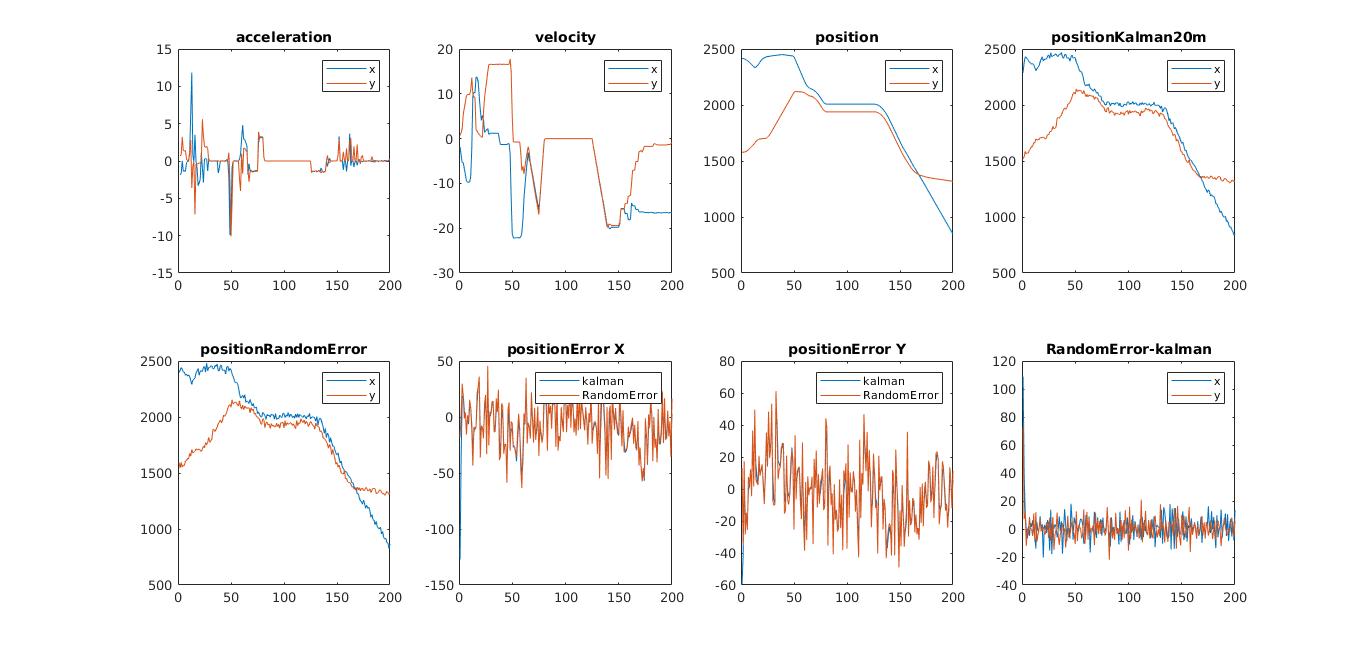 acceleration
15
10
5
0
-5
-10
-15
0 50 100 150 200
x
y
velocity
20
10
0
-10
-20
-30
0 50 100 150 200
x
y
position
2500
2000
1500
1000
500
0 50 100 150 200
x
y
positionKalman20m
2500
2000
1500
1000
500
0 50 100 150 200
x
y
positionRandomError
2500
2000
1500
1000
500
0 50 100 150 200
x
y
positionError X
50
0
-50
-100
-150
0 50 100 150 200
kalman
RandomError
positionError Y
80
60
40
20
0
-20
-40
-60
0 50 100 150 200
kalman
RandomError
RandomError-kalman
120
100
80
60
40
20
0
-20
-40
0 50 100 150 200
x
y